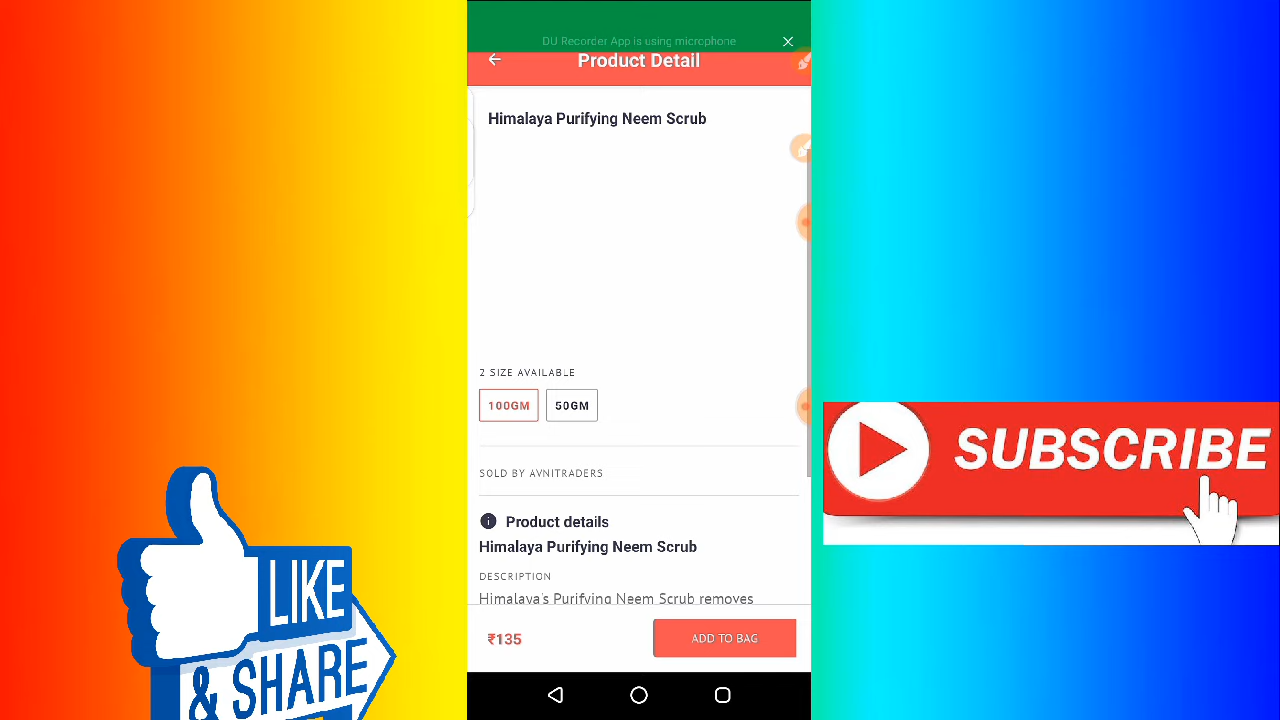 DU Recorder App is using microphone
Product Detail
Himalaya Purifying Neem Scrub
2 SIZE AVAILABLE
100GM
50GM
SOLD BY AVNITRADERS
Product details
Himalaya Purifying Neem Scrub
DESCRIPTION
Himalaya's Purifying Neem Scrub removes
₹135
ADD TO BAG
LIKE
& SHARE
SUBSCRIBE